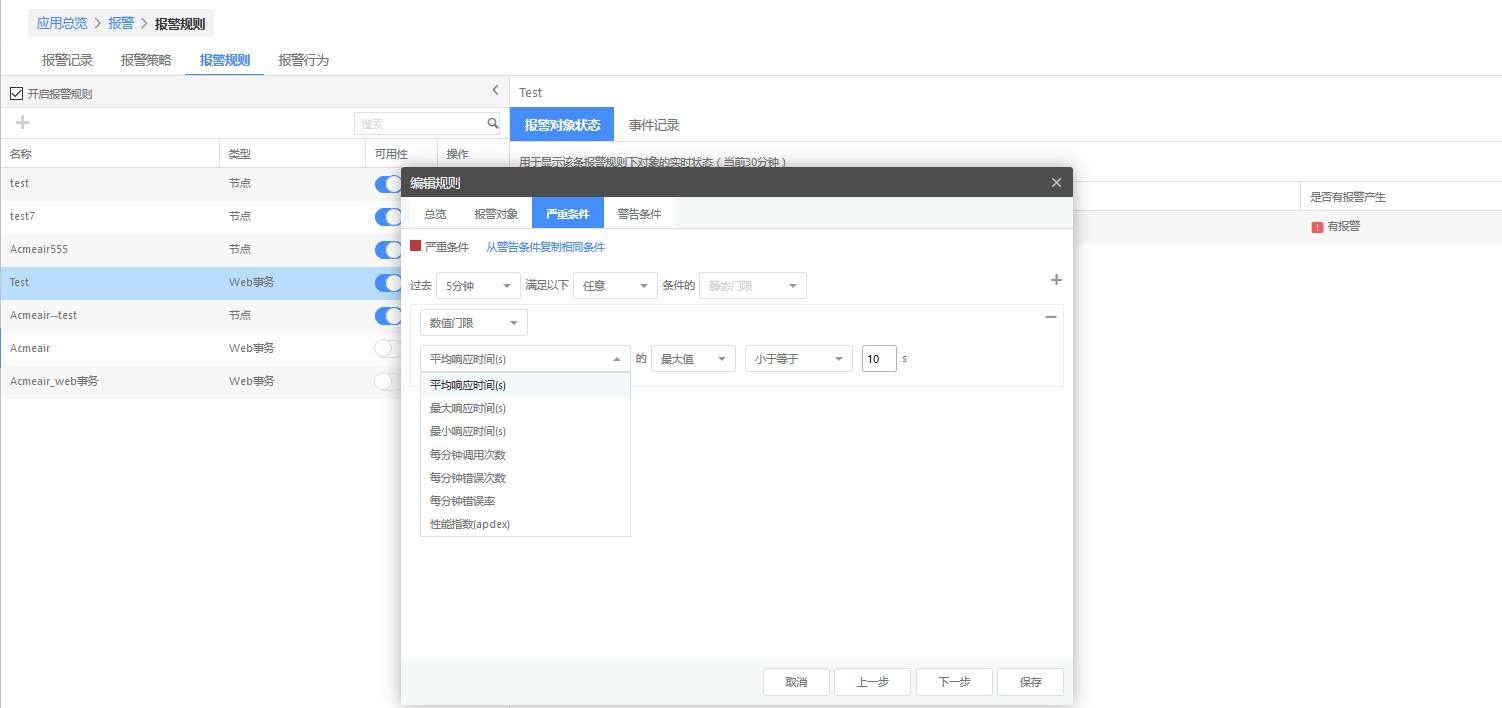 应用总览 > 报警 > 报警规则
报警记录 报警策略 报警规则 报警行为
开启报警规则
Test
搜索
报警对象状态 事件记录
名称 类型 可用性 操作
用于显示该条报警规则下对象的实时状态（当前30分钟）
是否有报警产生
有报警
test 节点
test7 节点
Acmeair555 节点
Test Web事务
Acmeair--test 节点
Acmeair Web事务
Acmeair_web事务 Web事务
编辑规则
总览 报警对象 严重条件 警告条件
严重条件 从警告条件复制相同条件
过去 5分钟 满足以下 任意 条件的 静态门限
数值门限
平均响应时间(s) 的 最大值 小于等于 10 s
平均响应时间(s)
最大响应时间(s)
最小响应时间(s)
每分钟调用次数
每分钟错误次数
每分钟错误率
性能指数(apdex)
取消 上一步 下一步 保存